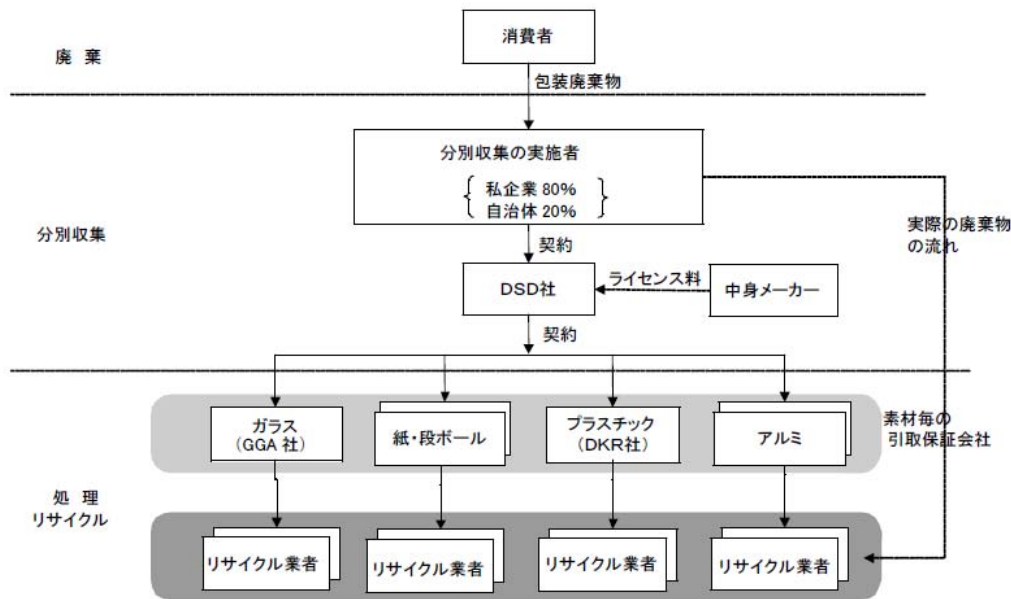 消費者
廃 棄
包装廃棄物
分別収集の実施者
私企業 80%
自治体 20%
分別収集
実際の廃棄物
の流れ
契約
DSD社
ライセンス料
中身メーカー
契約
ガラス
(GGA 社)
紙・段ボール
プラスチック
(DKR社)
アルミ
素材毎の
引取保証会社
処 理
リサイクル
リサイクル業者
リサイクル業者
リサイクル業者
リサイクル業者